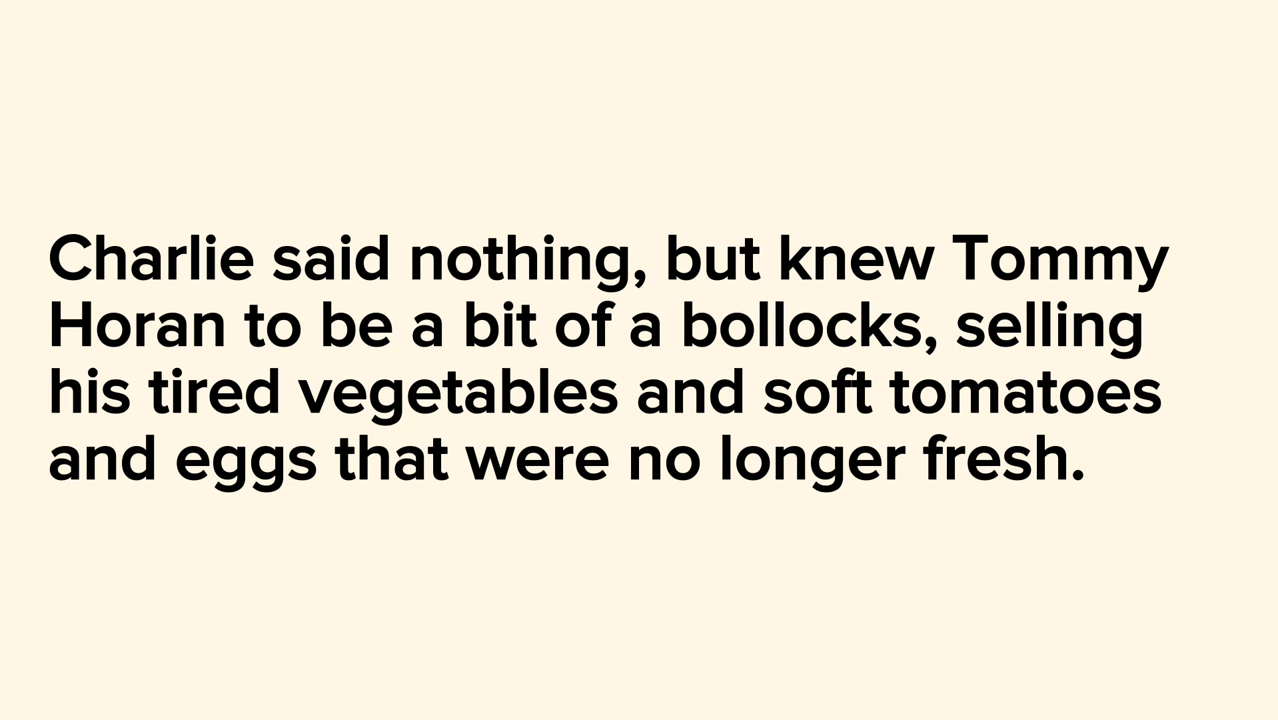 Charlie said nothing, but knew Tommy
Horan to be a bit of a bollocks, selling
his tired vegetables and soft tomatoes
and eggs that were no longer fresh.